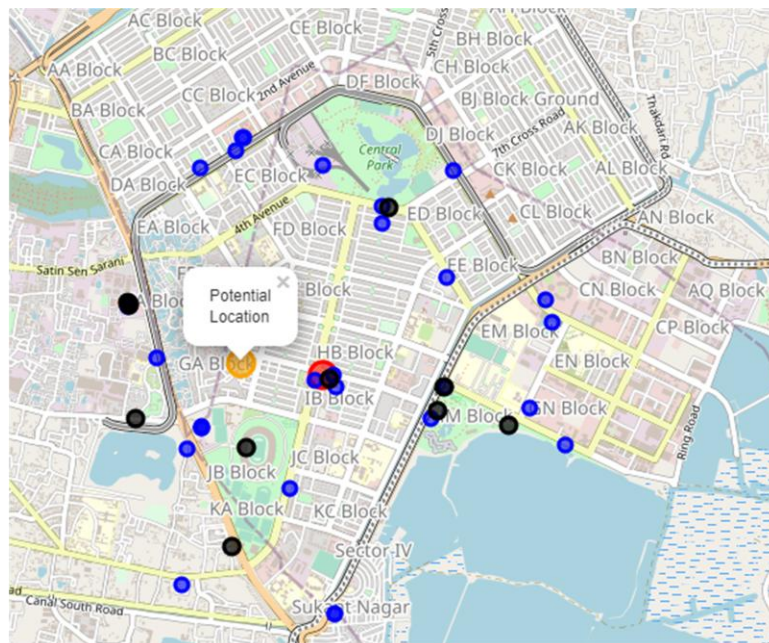 AC Block
CE Block
AH Block
BC Block
5th Cross
BH Block
AA Block
CH Block
2nd Avenue
DF Block
CC Block
BJ Block Ground
BA Block
Thakdari Rd
AK Block
DJ Block
7th Cross Road
CA Block
Central
Park
EC Block
CK Block
AL Block
DA Block
4th Avenue
ED Block
CL Block
AN Block
EA Block
FD Block
Satin Sen Sarani
BN Block
EE Block
CN Block
AQ Block
×
Potential
Location
Block
EM Block
CP Block
HB Block
GA Block
EN Block
IB Block
GN Block
Block
Ring Road
JC Block
JB Block
KA Block
KC Block
Sector IV
Canal South Road
Nagar